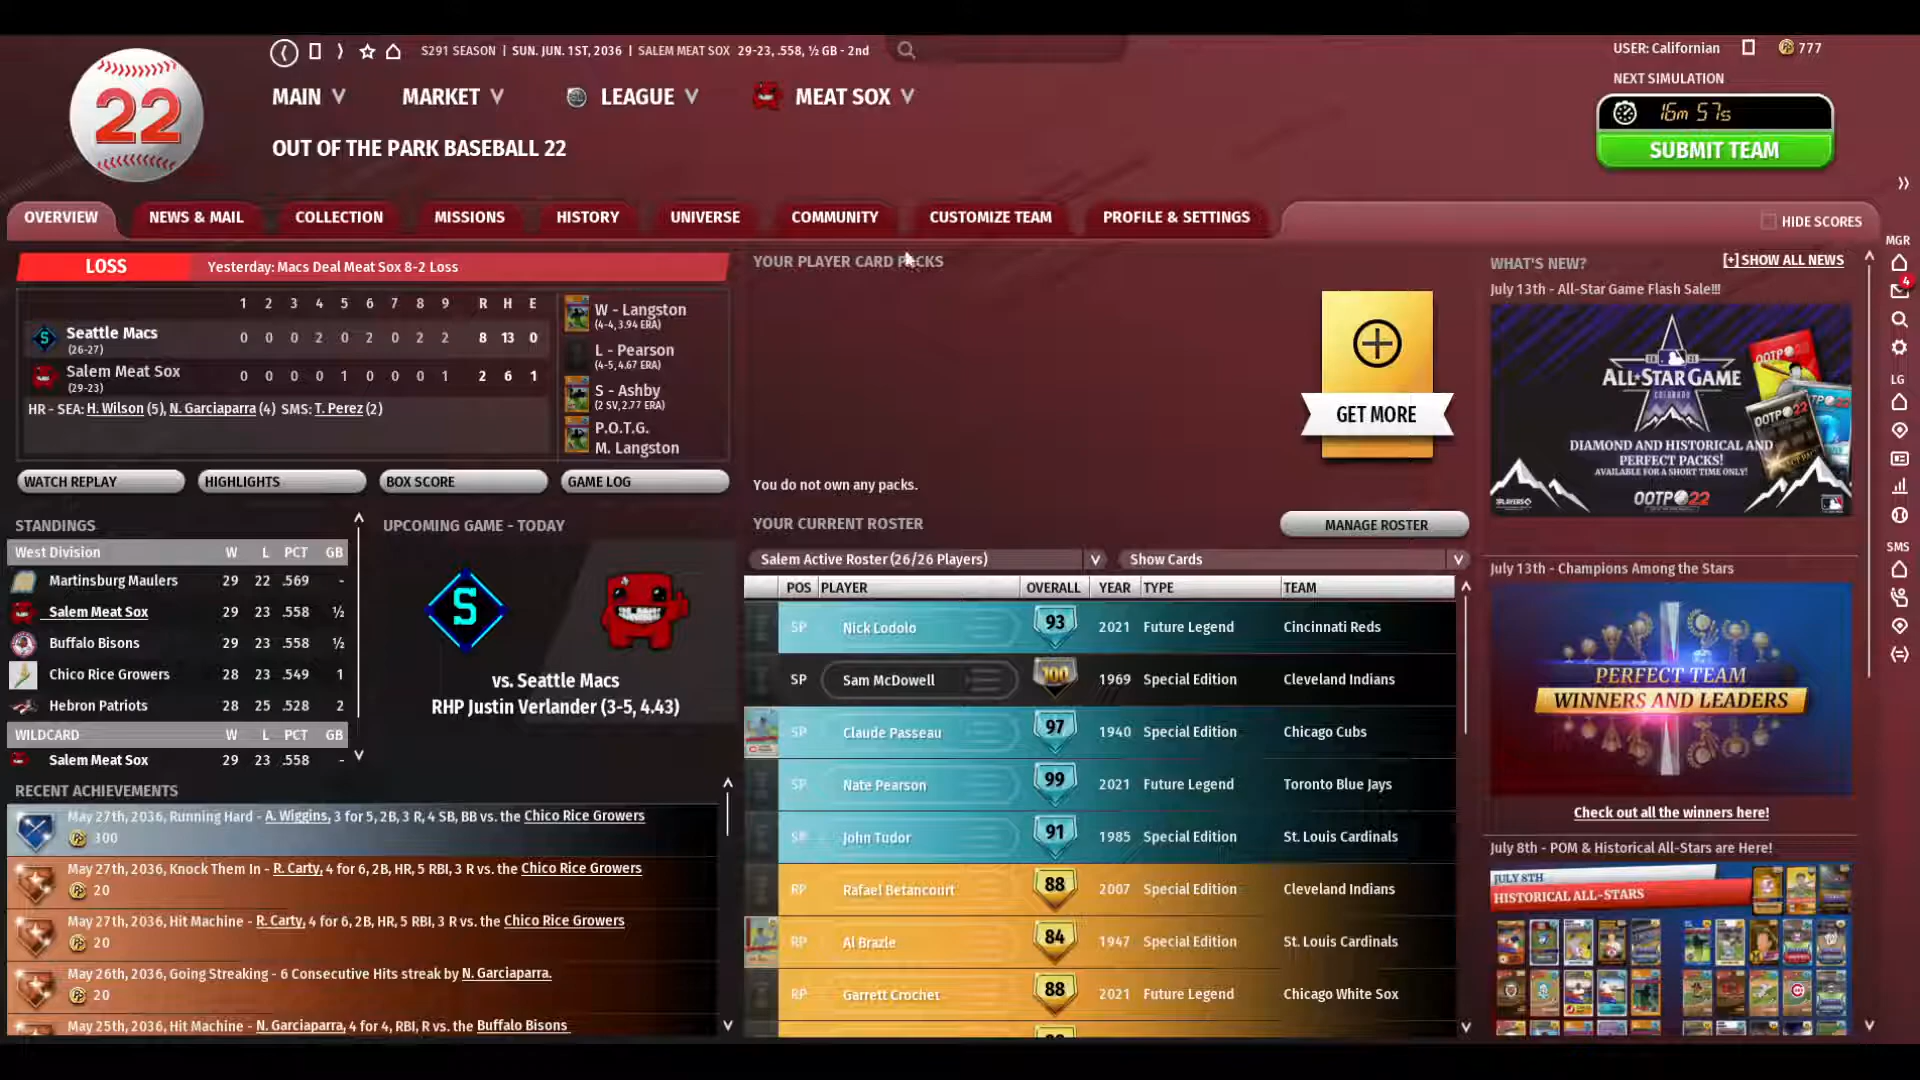 S291 SEASON | SUN. JUN. 1ST, 2036 | SALEM MEAT SOX 29-23, .558, ½ GB - 2nd
USER: Californian 777
22
MAIN
MARKET
LEAGUE
MEAT SOX
OUT OF THE PARK BASEBALL 22
NEXT SIMULATION
16m 57s
SUBMIT TEAM
OVERVIEW
NEWS & MAIL
COLLECTION
MISSIONS
HISTORY
UNIVERSE
COMMUNITY
CUSTOMIZE TEAM
PROFILE & SETTINGS
HIDE SCORES
LOSS
Yesterday: Macs Deal Meat Sox 8-2 Loss
1 2 3 4 5 6 7 8 9 R H E
Seattle Macs 0 0 0 2 0 2 0 2 2 8 13 0
(26-27)
Salem Meat Sox 0 0 0 0 1 0 0 0 1 2 6 1
(29-23)
HR - SEA: H. Wilson (5), N. Garciaparra (4) SMS: T. Perez (2)
W - Langston
(4-4, 3.94 ERA)
L - Pearson
(4-5, 4.67 ERA)
S - Ashby
(2 SV, 2.77 ERA)
P.O.T.G.
M. Langston
WATCH REPLAY
HIGHLIGHTS
BOX SCORE
GAME LOG
STANDINGS
West Division W L PCT GB
Martinsburg Maulers 29 22 .569 -
Salem Meat Sox 29 23 .558 ½
Buffalo Bisons 29 23 .558 ½
Chico Rice Growers 28 23 .549 1
Hebron Patriots 28 25 .528 2
WILDCARD W L PCT GB
Salem Meat Sox 29 23 .558 -
UPCOMING GAME - TODAY
S
vs. Seattle Macs
RHP Justin Verlander (3-5, 4.43)
RECENT ACHIEVEMENTS
May 27th, 2036, Running Hard - A. Wiggins, 3 for 5, 2B, 3 R, 4 SB, BB vs. the Chico Rice Growers
300
May 27th, 2036, Knock Them In - R. Carty, 4 for 6, 2B, HR, 5 RBI, 3 R vs. the Chico Rice Growers
20
May 27th, 2036, Hit Machine - R. Carty, 4 for 6, 2B, HR, 5 RBI, 3 R vs. the Chico Rice Growers
20
May 26th, 2036, Going Streaking - 6 Consecutive Hits streak by N. Garciaparra.
20
May 25th, 2036, Hit Machine - N. Garciaparra, 4 for 4, RBI, R vs. the Buffalo Bisons
YOUR PLAYER CARD PACKS
GET MORE
You do not own any packs.
YOUR CURRENT ROSTER
MANAGE ROSTER
Salem Active Roster (26/26 Players)
Show Cards
POS PLAYER OVERALL YEAR TYPE TEAM
SP Nick Lodolo 93 2021 Future Legend Cincinnati Reds
SP Sam McDowell 100 1969 Special Edition Cleveland Indians
SP Claude Passeau 97 1940 Special Edition Chicago Cubs
SP Nate Pearson 99 2021 Future Legend Toronto Blue Jays
SP John Tudor 91 1985 Special Edition St. Louis Cardinals
RP Rafael Betancourt 88 2007 Special Edition Cleveland Indians
RP Al Brazle 84 1947 Special Edition St. Louis Cardinals
RP Garrett Crochet 88 2021 Future Legend Chicago White Sox
WHAT'S NEW?
[+] SHOW ALL NEWS
July 13th - All-Star Game Flash Sale!!!
ALL-STAR GAME
COLORADO
DIAMOND AND HISTORICAL AND
PERFECT PACKS!
AVAILABLE FOR A SHORT TIME ONLY!
OOTP 22
July 13th - Champions Among the Stars
PERFECT TEAM
WINNERS AND LEADERS
Check out all the winners here!
July 8th - POM & Historical All-Stars are Here!
JULY 8TH
HISTORICAL ALL-STARS
MGR
4
LG
SMS